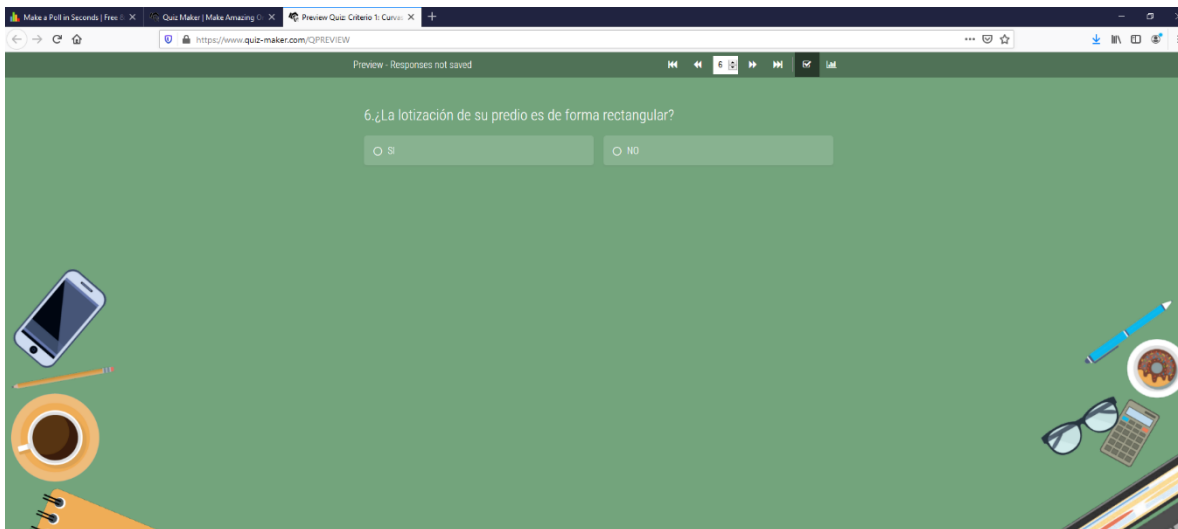 Make a Poll in Seconds | Free
Quiz Maker | Make Amazing
Preview Quiz: Criterio 1: Curvas
https://www.quiz-maker.com/QPREVIEW
Preview - Responses not saved
6
6.¿La lotización de su predio es de forma rectangular?
SI
NO